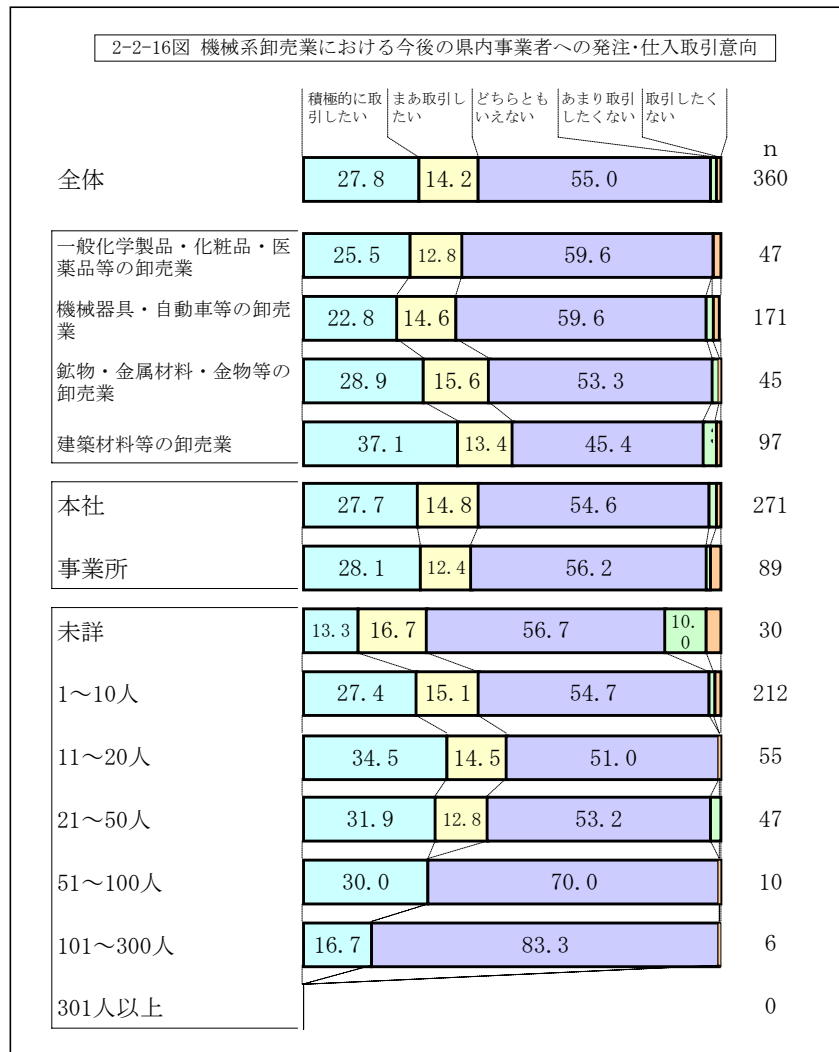 2-2-16図 機械系卸売業における今後の県内事業者への発注・仕入取引意向
積極的に取引したい
まあ取引したい
どちらともいえない
あまり取引したくない
取引したくない
n
全体 27.8 14.2 55.0 360
一般化学製品・化粧品・医薬品等の卸売業 25.5 12.8 59.6 47
機械器具・自動車等の卸売業 22.8 14.6 59.6 171
鉱物・金属材料・金物等の卸売業 28.9 15.6 53.3 45
建築材料等の卸売業 37.1 13.4 45.4 97
本社 27.7 14.8 54.6 271
事業所 28.1 12.4 56.2 89
未詳 13.3 16.7 56.7 10.0 30
1〜10人 27.4 15.1 54.7 212
11〜20人 34.5 14.5 51.0 55
21〜50人 31.9 12.8 53.2 47
51〜100人 30.0 70.0 10
101〜300人 16.7 83.3 6
301人以上 0